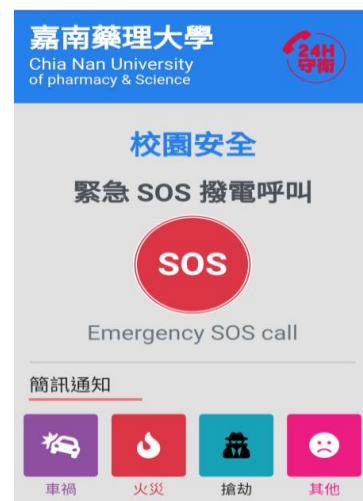 嘉南藥理大學
Chia Nan University
of pharmacy & Science
24H
守衛
校園安全
緊急 SOS 撥電呼叫
SOS
Emergency SOS call
簡訊通知
車禍
火災
搶劫
其他